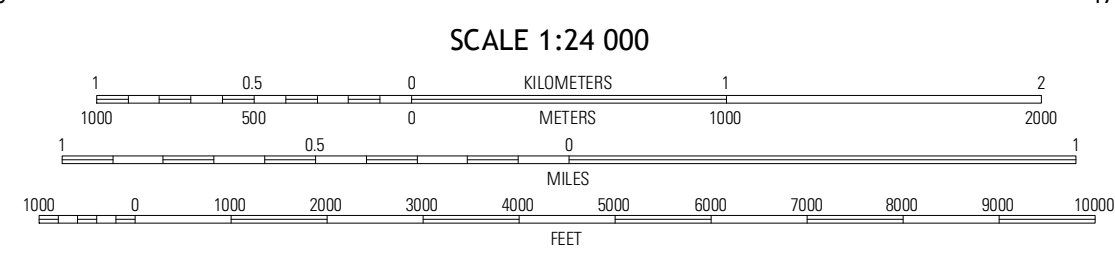 SCALE 1:24 000
1 0.5 0 KILOMETERS 1 2
1000 500 0 METERS 1000 2000
1 0.5 0 1
MILES
1000 0 1000 2000 3000 4000 5000 6000 7000 8000 9000 10000
FEET